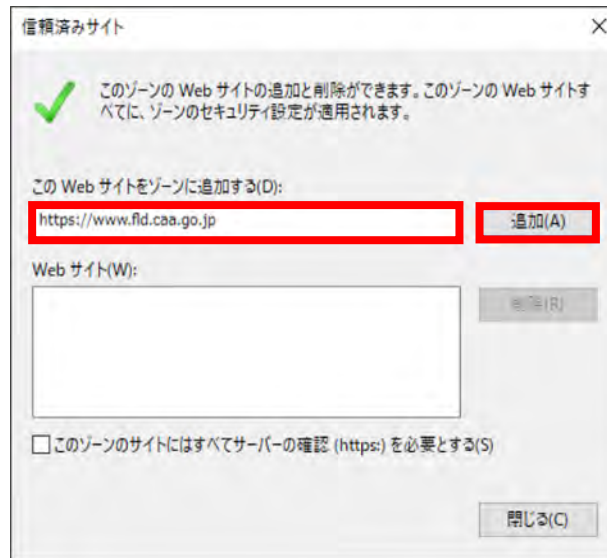 信頼済みサイト
このゾーンの Web サイトの追加と削除ができます。このゾーンの Web サイトす
べてに、ゾーンのセキュリティ設定が適用されます。
この Web サイトをゾーンに追加する(D):
https://www.fld.caa.go.jp
追加(A)
Web サイト(W):
削除(R)
このゾーンのサイトにはすべてサーバーの確認 (https:) を必要とする(S)
閉じる(C)